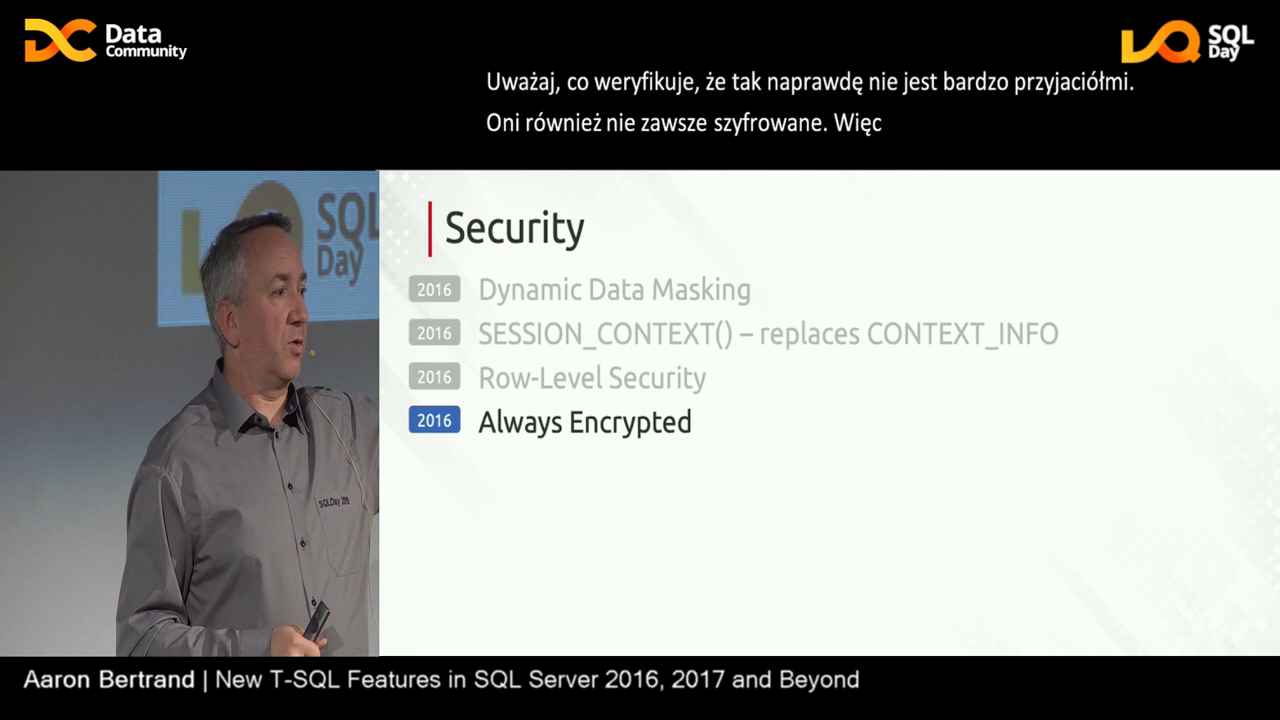 Data
Community
SQL
Day
Uważaj, co weryfikuje, że tak naprawdę nie jest bardzo przyjaciółmi.
Oni również nie zawsze szyfrowane. Więc
SQL
Day
Security
2016 Dynamic Data Masking
2016 SESSION_CONTEXT() – replaces CONTEXT_INFO
2016 Row-Level Security
2016 Always Encrypted
SQLDay
Aaron Bertrand | New T-SQL Features in SQL Server 2016, 2017 and Beyond